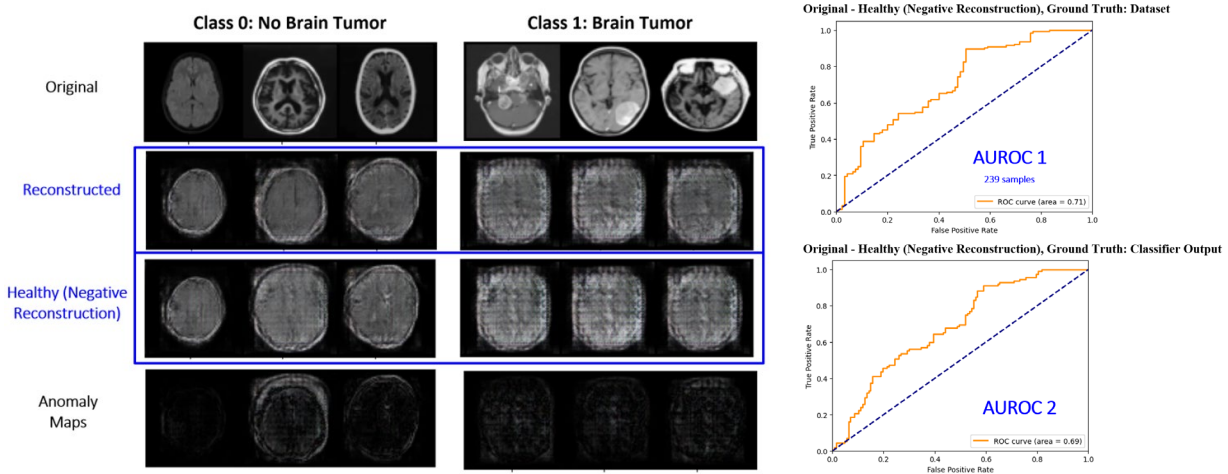 Class 0: No Brain Tumor
Class 1: Brain Tumor
Original
Reconstructed
Healthy (Negative
Reconstruction)
Anomaly
Maps
Original - Healthy (Negative Reconstruction), Ground Truth: Dataset
1.0
0.8
0.6
0.4
0.2
0.0
True Positive Rate
AUROC 1
239 samples
ROC curve (area = 0.71)
0.0 0.2 0.4 0.6 0.8 1.0
False Positive Rate
Original - Healthy (Negative Reconstruction), Ground Truth: Classifier Output
1.0
0.8
0.6
0.4
0.2
0.0
True Positive Rate
AUROC 2
ROC curve (area = 0.69)
0.0 0.2 0.4 0.6 0.8 1.0
False Positive Rate